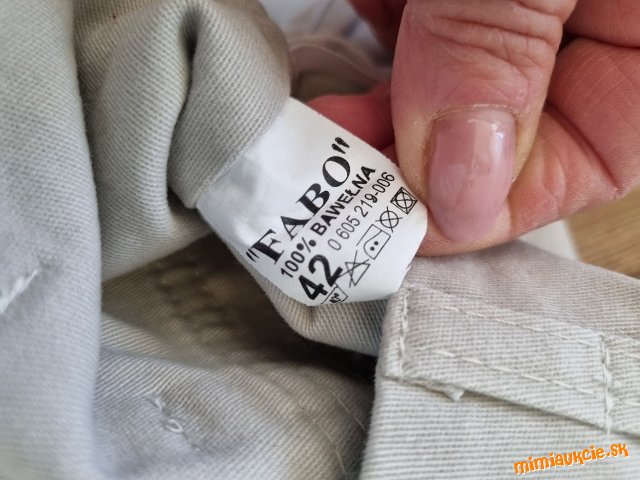 "FABO"
100% BAWEŁNA
42 0 605 219-006
mimiaukcie.sk